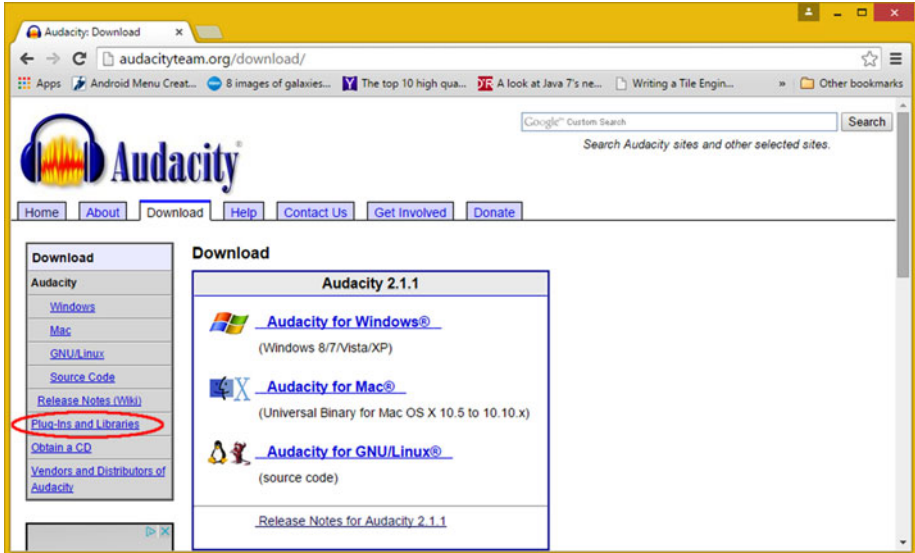 Audacity: Download
audacityteam.org/download/
Apps Android Menu Creat... 8 images of galaxies... The top 10 high qua... A look at Java 7's ne... Writing a Tile Engin... » Other bookmarks
Google™ Custom Search Search
Search Audacity sites and other selected sites.
Audacity®
Home About Download Help Contact Us Get Involved Donate
Download
Audacity
Windows
Mac
GNU/Linux
Source Code
Release Notes (Wiki)
Plug-Ins and Libraries
Obtain a CD
Vendors and Distributors of
Audacity
Download
Audacity 2.1.1
Audacity for Windows®
(Windows 8/7/Vista/XP)
Audacity for Mac®
(Universal Binary for Mac OS X 10.5 to 10.10.x)
Audacity for GNU/Linux®
(source code)
Release Notes for Audacity 2.1.1